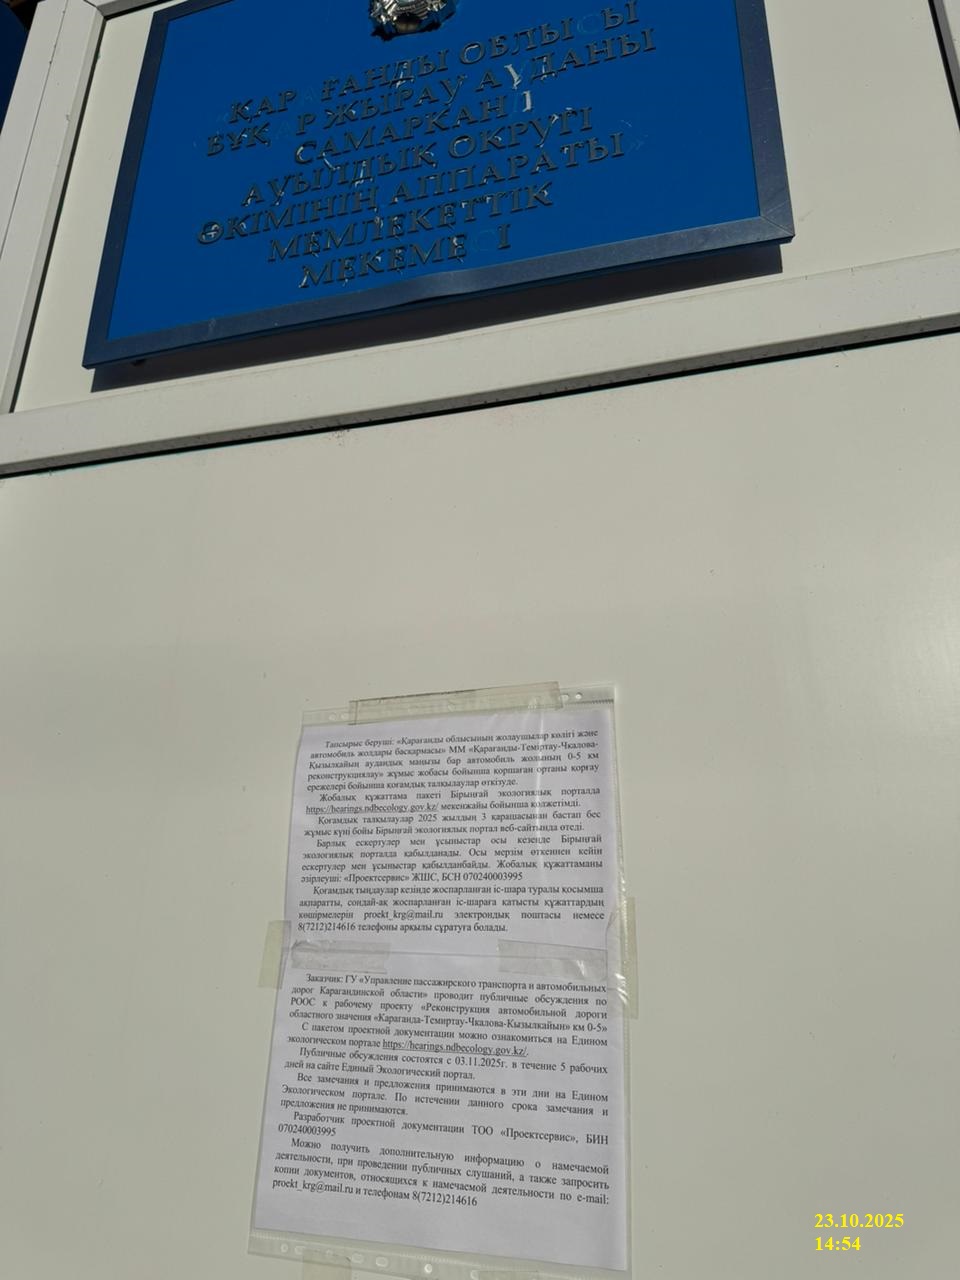 ҚАРАҒАНДЫ ОБЛЫСЫ
БҰҚАР ЖЫРАУ АУДАНЫ
САМАРҚАНД
АУЫЛДЫҚ ОКРУГІ
ӘКІМІНІҢ АППАРАТЫ»
МЕМЛЕКЕТТІК
МЕКЕМЕСІ
Тапсырыс беруші: «Қарағанды облысының жолаушылар көлігі және
автомобиль жолдары басқармасы» ММ «Қарағанды-Теміртау-Чкалова-
Қызылқайың аудандық маңызы бар автомобиль жолының 0-5 км
реконструкциялау» жұмыс жобасы бойынша қоршаған ортаны қорғау
ережелері бойынша қоғамдық талқылаулар өткізуде.
Жобалық құжаттама пакеті Бірыңғай экологиялық порталда
https://hearings.ndbecology.gov.kz/ мекенжайы бойынша қолжетімді.
Қоғамдық талқылаулар 2025 жылдың 3 қарашасынан бастап бес
жұмыс күні бойы Бірыңғай экологиялық портал веб-сайтында өтеді.
Барлық ескертулер мен ұсыныстар осы кезеңде Бірыңғай
экологиялық порталда қабылданады. Осы мерзім өткеннен кейін
ескертулер мен ұсыныстар қабылданбайды. Жобалық құжаттаманы
әзірлеуші: «Проектсервис» ЖШС, БСН 070240003995
Қоғамдық тыңдаулар кезінде жоспарланған іс-шара туралы қосымша
ақпаратты, сондай-ақ жоспарланған іс-шараға қатысты құжаттардың
көшірмелерін proekt_krg@mail.ru электрондық поштасы немесе
8(7212)214616 телефоны арқылы сұратуға болады.
Заказчик: ГУ «Управление пассажирского транспорта и автомобильных
дорог Карагандинской области» проводит публичные обсуждения по
РООС к рабочему проекту «Реконструкция автомобильной дороги
областного значения «Караганда-Темиртау-Чкалова-Кызылкайын» км 0-5»
С пакетом проектной документации можно ознакомиться на Едином
экологическом портале https://hearings.ndbecology.gov.kz/.
Публичные обсуждения состоятся с 03.11.2025г. в течение 5 рабочих
дней на сайте Единый Экологический портал.
Все замечания и предложения принимаются в эти дни на Едином
Экологическом портале. По истечении данного срока замечания и
предложения не принимаются.
Разработчик проектной документации ТОО «Проектсервис», БИН
070240003995
Можно получить дополнительную информацию о намечаемой
деятельности, при проведении публичных слушаний, а также запросить
копии документов, относящихся к намечаемой деятельности по e-mail:
proekt_krg@mail.ru и телефонам 8(7212)214616
23.10.2025
14:54